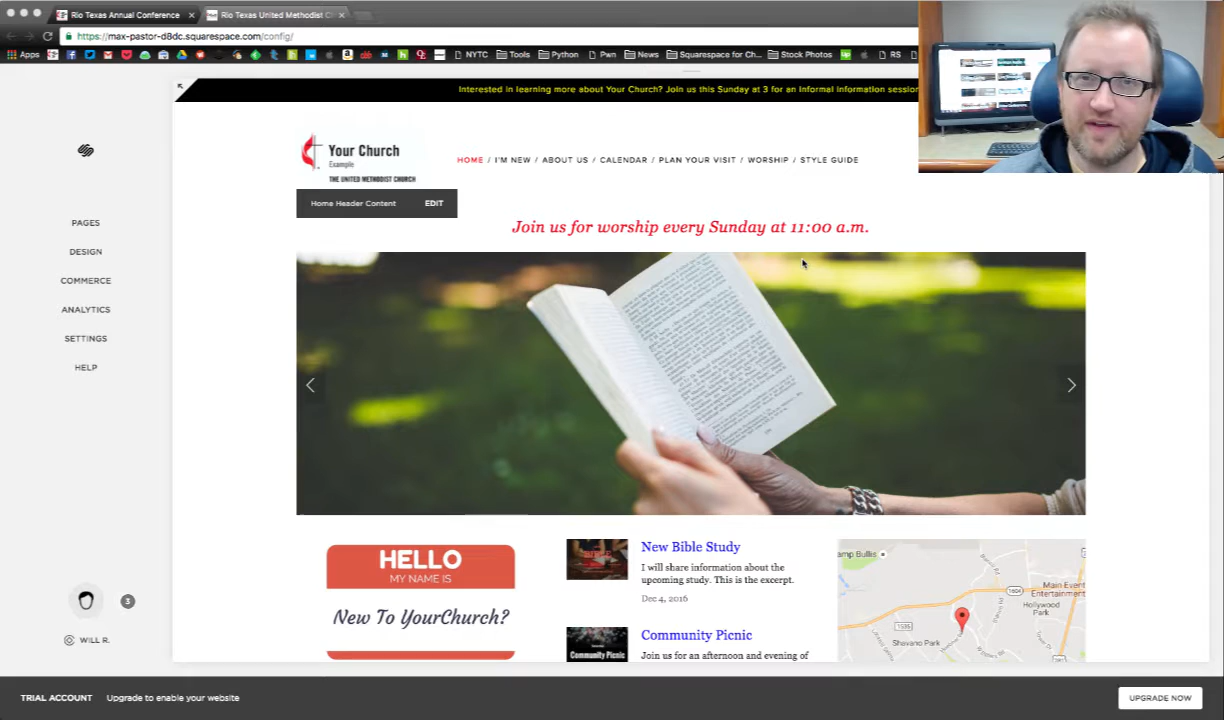 Rio Texas Annual Conference
Rio Texas United Methodist C
https://max-pastor-d8dc.squarespace.com/config/
Apps
NYTC
Tools
Python
Pwn
News
Squarespace for Ch...
Stock Photos
RS
Interested in learning more about Your Church? Join us this Sunday at 3 for an Informal Information session
Your Church
Example
THE UNITED METHODIST CHURCH
HOME / I'M NEW / ABOUT US / CALENDAR / PLAN YOUR VISIT / WORSHIP / STYLE GUIDE
Home Header Content EDIT
Join us for worship every Sunday at 11:00 a.m.
PAGES
DESIGN
COMMERCE
ANALYTICS
SETTINGS
HELP
3
WILL R.
HELLO
MY NAME IS
New To YourChurch?
New Bible Study
I will share information about the
upcoming study. This is the excerpt.
Dec 4, 2016
Community Picnic
Community Picnic
Join us for an afternoon and evening of
amp Bullis
1604
Main Event
Entertainment
Hollywood
Park
1535
Shavano Park
TRIAL ACCOUNT Upgrade to enable your website
UPGRADE NOW